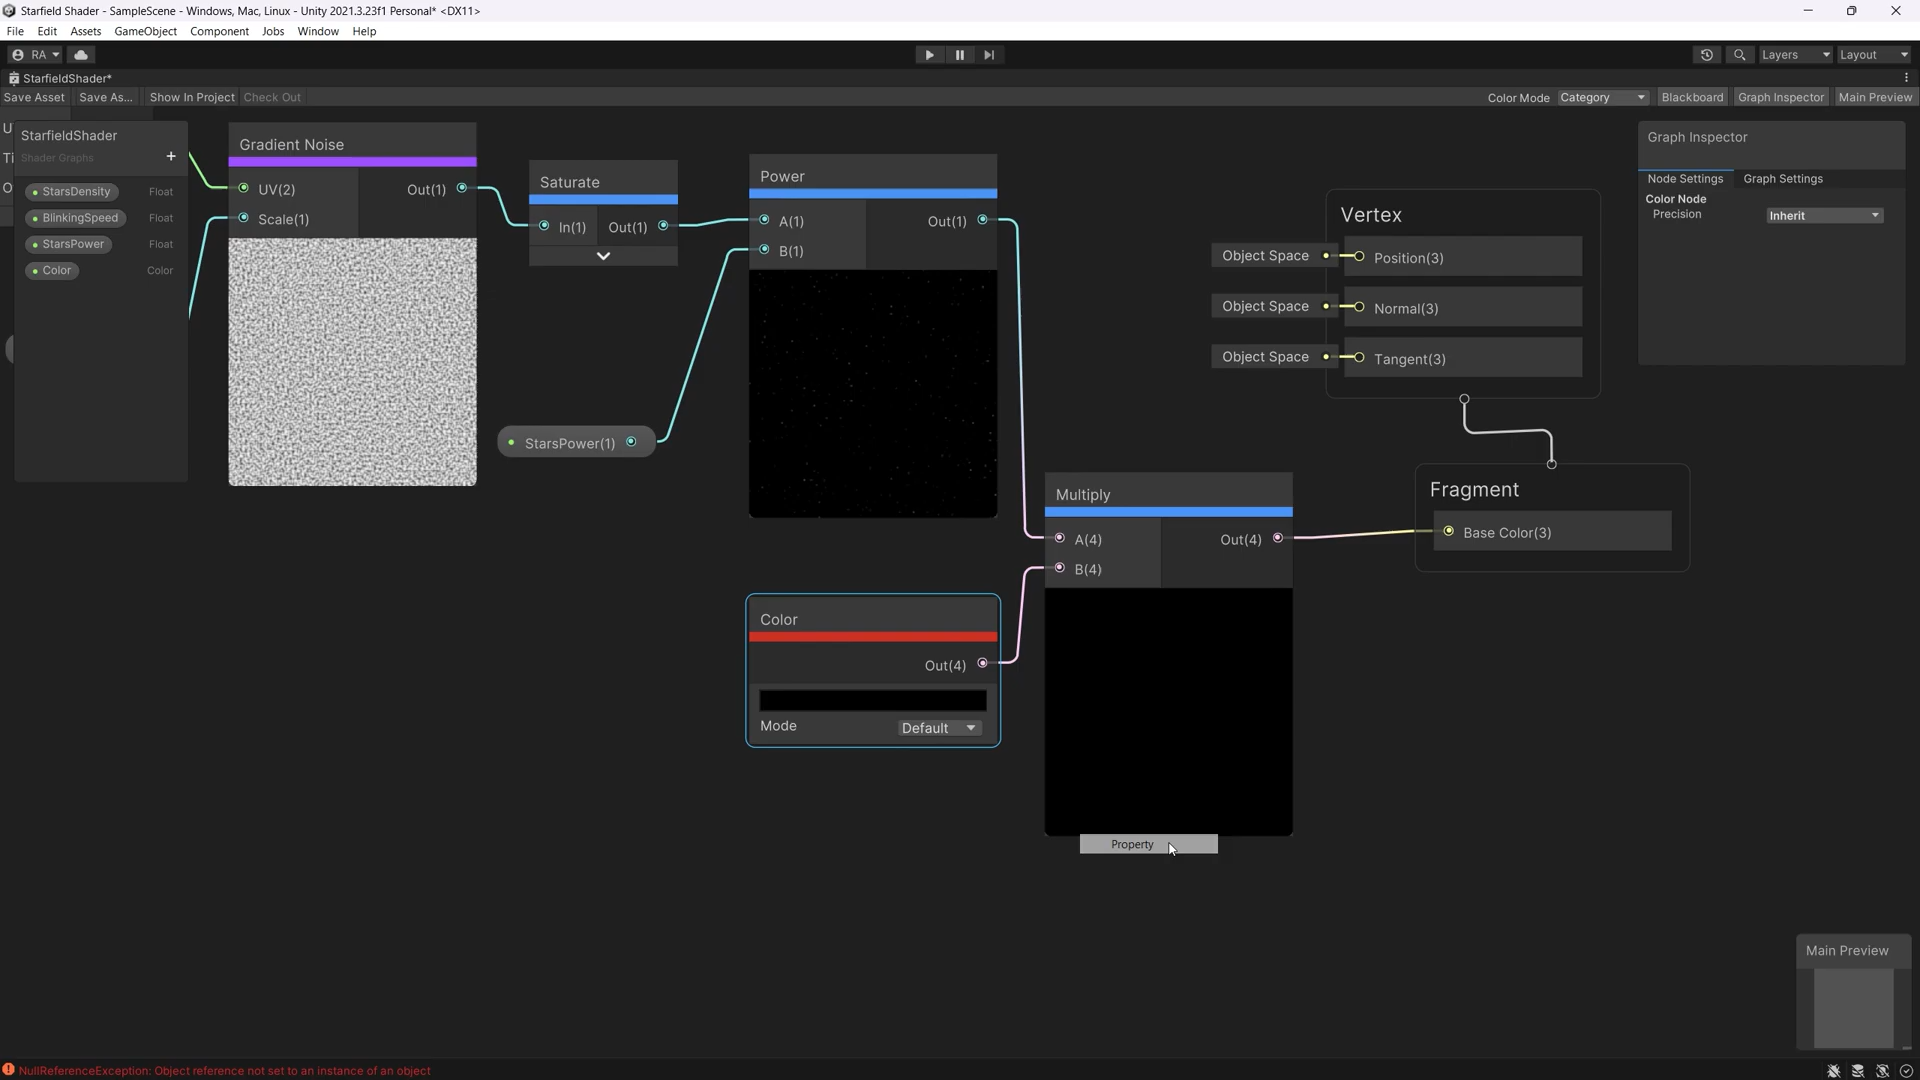 Starfield Shader - SampleScene - Windows, Mac, Linux - Unity 2021.3.23f1 Personal* <DX11>
File Edit Assets GameObject Component Jobs Window Help
RA Layers Layout
StarfieldShader*
Save Asset Save As... Show In Project Check Out Color Mode Category Blackboard Graph Inspector Main Preview
StarfieldShader
Shader Graphs
+
StarsDensity Float
BlinkingSpeed Float
StarsPower Float
Color Color
Gradient Noise
UV(2) Out(1)
Scale(1)
Saturate
In(1) Out(1)
StarsPower(1)
Power
A(1) Out(1)
B(1)
Color
Out(4)
Mode Default
Multiply
A(4) Out(4)
B(4)
Property
Vertex
Object Space Position(3)
Object Space Normal(3)
Object Space Tangent(3)
Fragment
Base Color(3)
Graph Inspector
Node Settings Graph Settings
Color Node
Precision Inherit
Main Preview
NullReferenceException: Object reference not set to an instance of an object